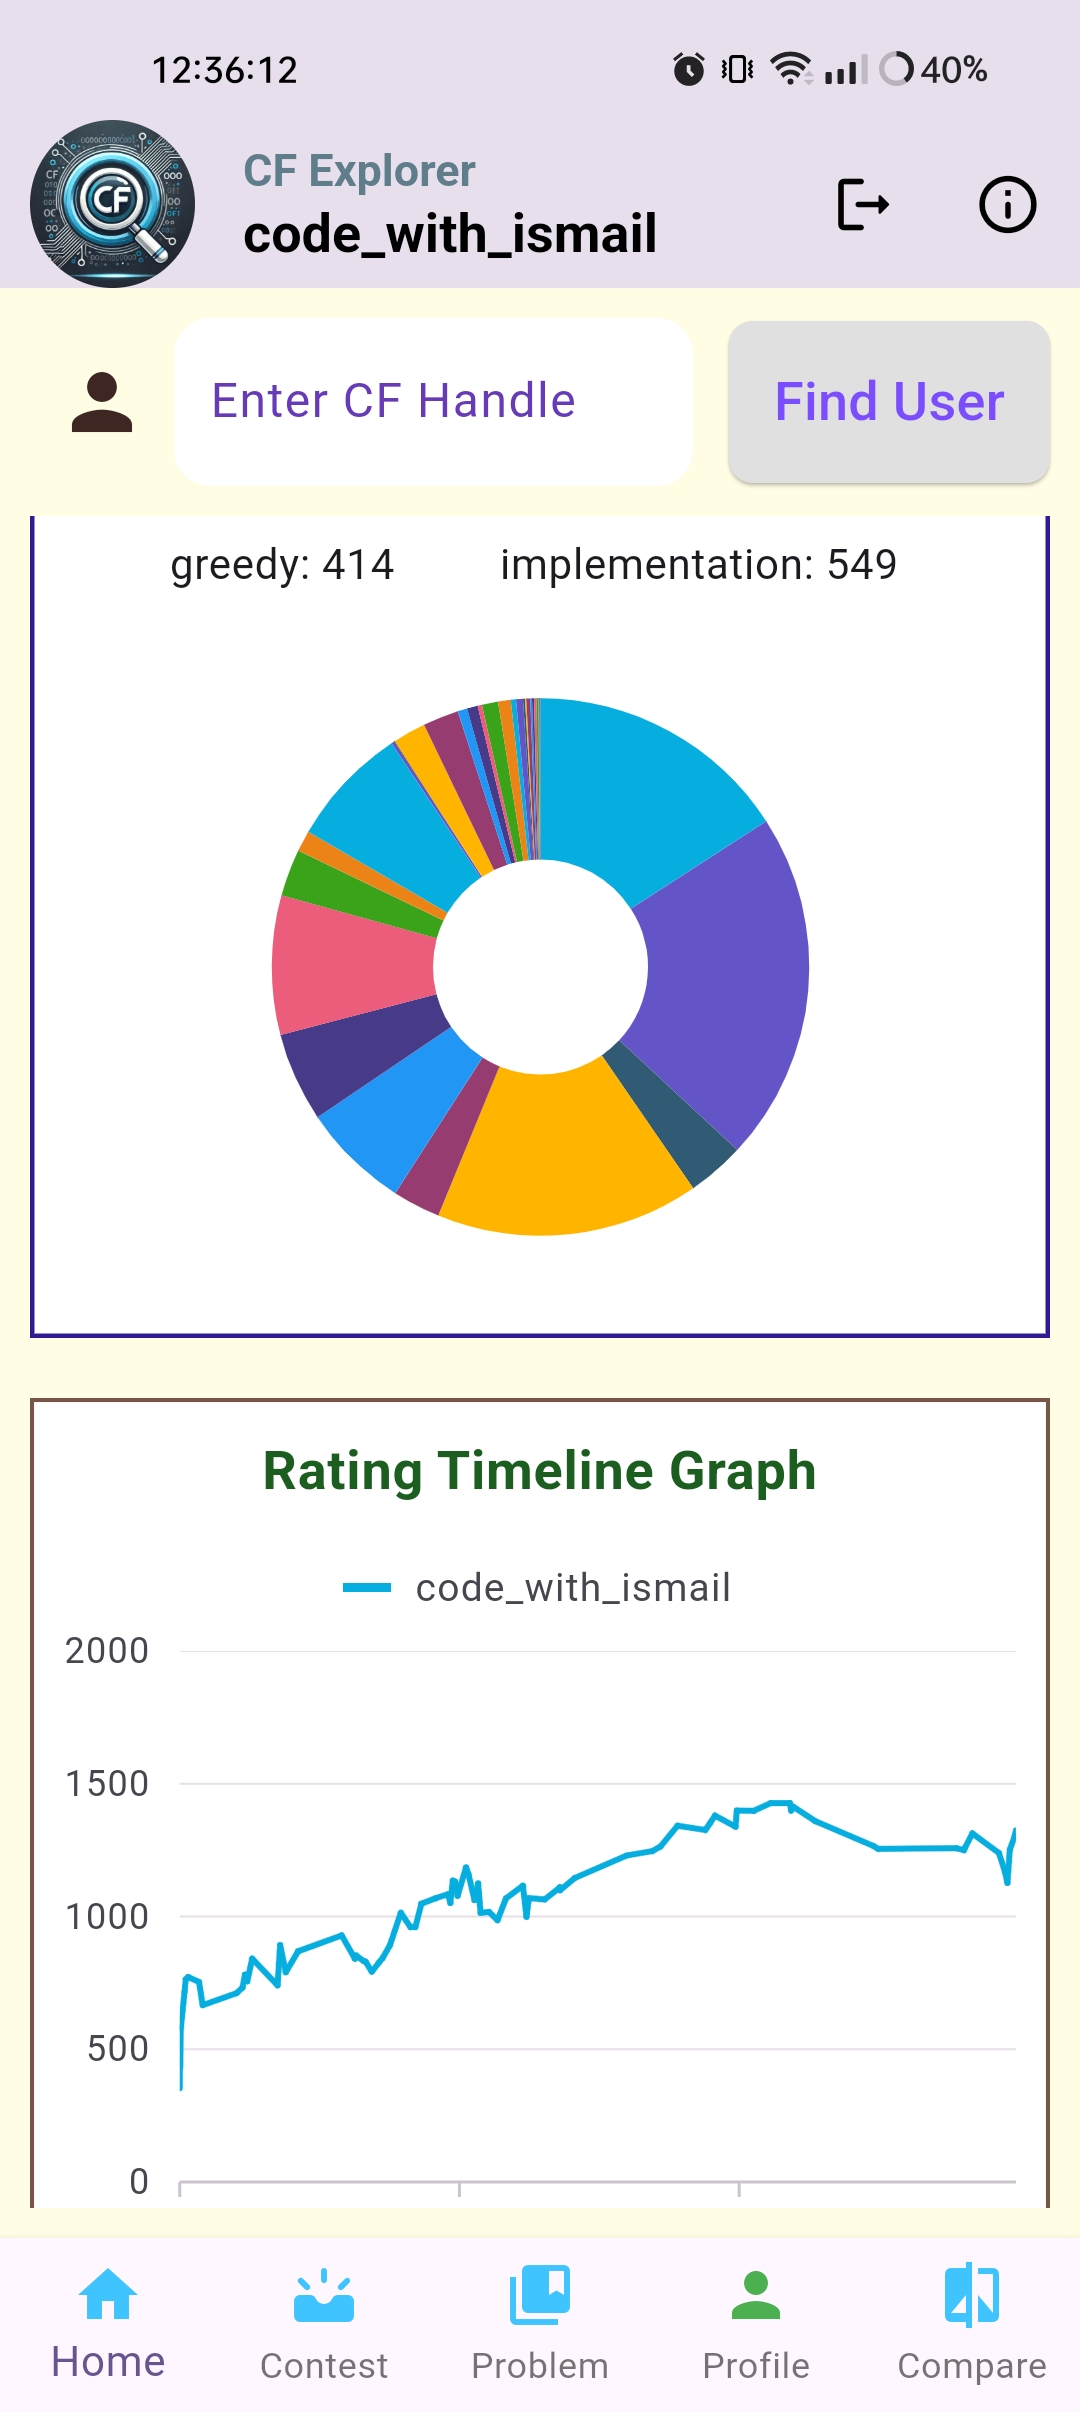 12:36:12
40%
CF
CF Explorer
code_with_ismail
Enter CF Handle
Find User
greedy: 414
implementation: 549
Rating Timeline Graph
code_with_ismail
2000
1500
1000
500
0
Home
Contest
Problem
Profile
Compare